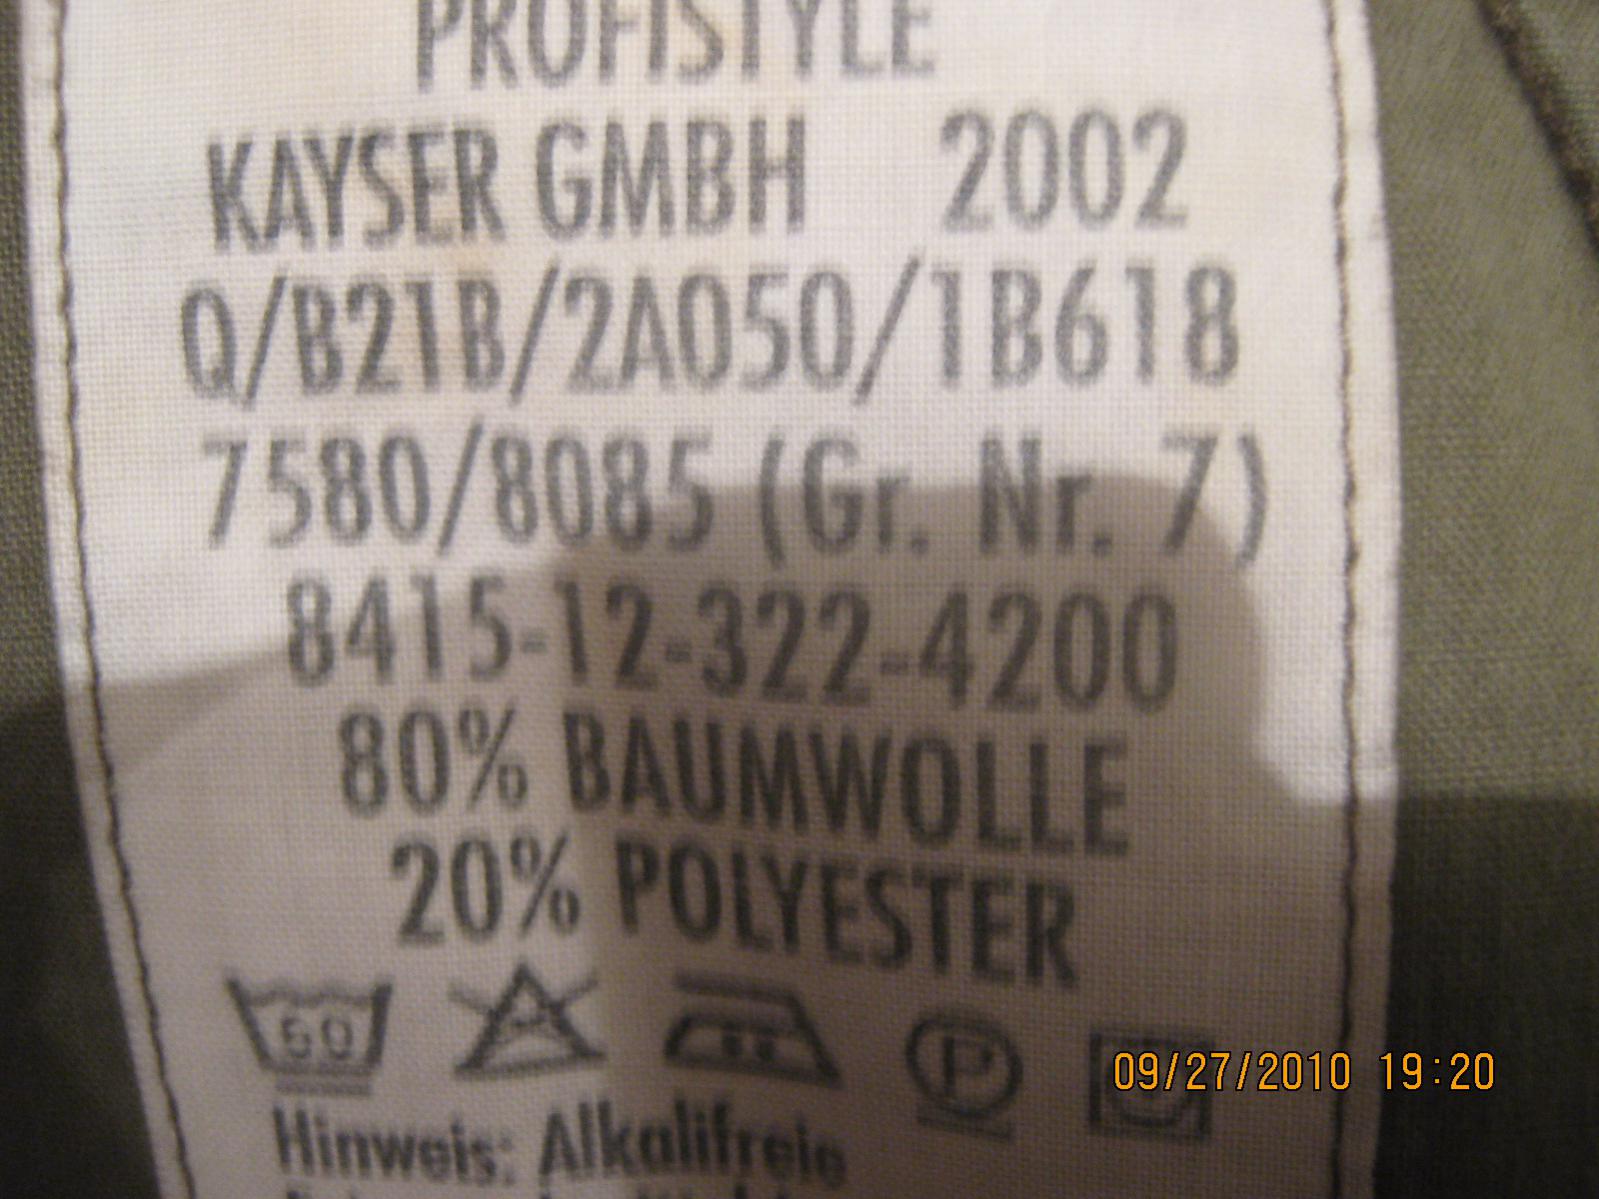 PROFISTYLE
KAYSER GMBH 2002
Q/B21B/2A050/1B618
7580/8085 (Gr. Nr. 7)
8415-12-322-4200
80% BAUMWOLLE
20% POLYESTER
60 P
09/27/2010 19:20
Hinweis: Alkalifreie